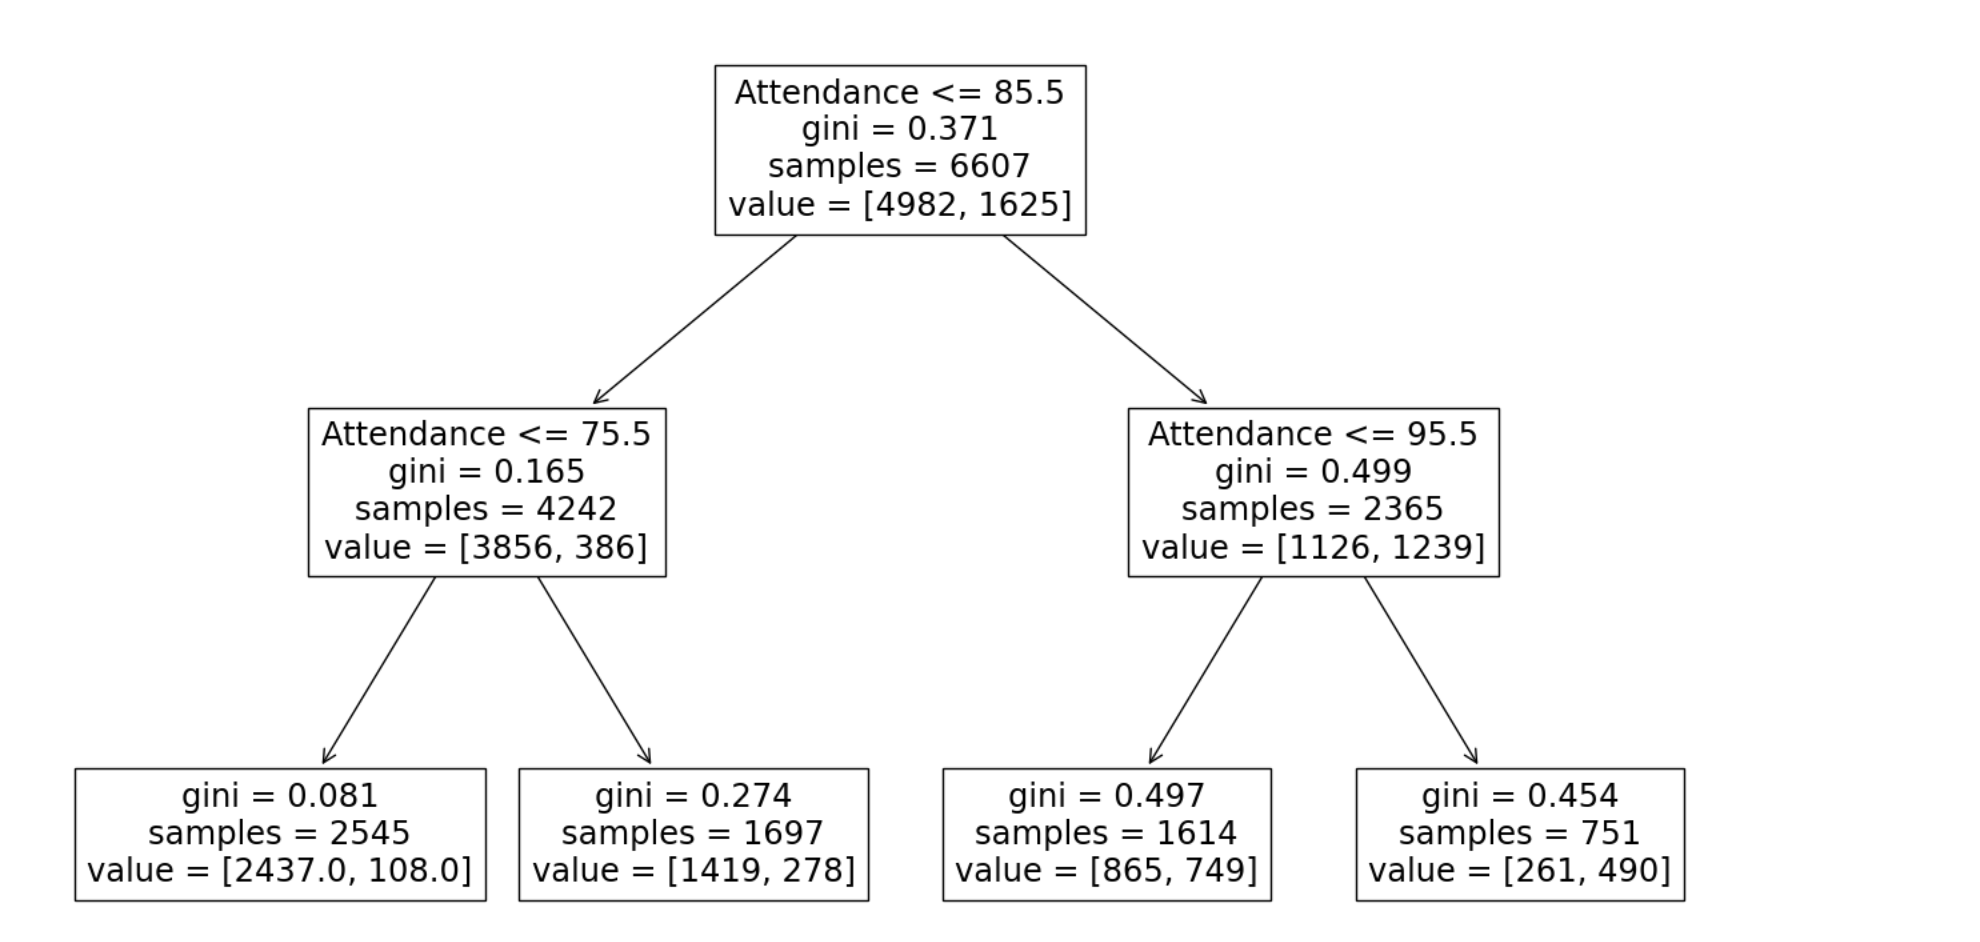 Attendance <= 85.5
gini = 0.371
samples = 6607
value = [4982, 1625]
Attendance <= 75.5
gini = 0.165
samples = 4242
value = [3856, 386]
Attendance <= 95.5
gini = 0.499
samples = 2365
value = [1126, 1239]
gini = 0.081
samples = 2545
value = [2437.0, 108.0]
gini = 0.274
samples = 1697
value = [1419, 278]
gini = 0.497
samples = 1614
value = [865, 749]
gini = 0.454
samples = 751
value = [261, 490]